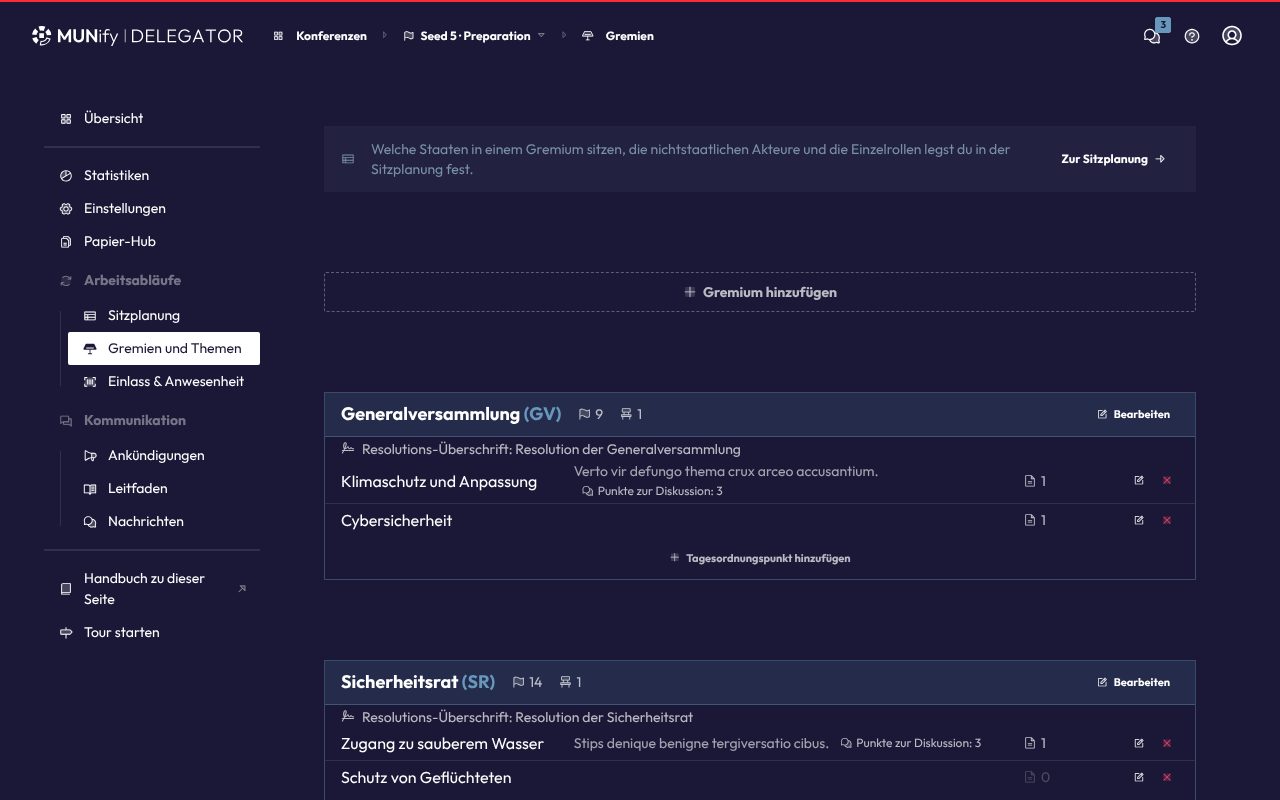 MUNify | DELEGATOR
Konferenzen
Seed 5 · Preparation
Gremien
3
Übersicht
Statistiken
Einstellungen
Papier-Hub
Arbeitsabläufe
Sitzplanung
Gremien und Themen
Einlass & Anwesenheit
Kommunikation
Ankündigungen
Leitfaden
Nachrichten
Handbuch zu dieser
Seite
Tour starten
Welche Staaten in einem Gremium sitzen, die nichtstaatlichen Akteure und die Einzelrollen legst du in der
Sitzplanung fest.
Zur Sitzplanung
Gremium hinzufügen
Generalversammlung (GV) 9 1 Bearbeiten
Resolutions-Überschrift: Resolution der Generalversammlung
Klimaschutz und Anpassung
Verto vir defungo thema crux arceo accusantium.
Punkte zur Diskussion: 3
1
Cybersicherheit 1
Tagesordnungspunkt hinzufügen
Sicherheitsrat (SR) 14 1 Bearbeiten
Resolutions-Überschrift: Resolution der Sicherheitsrat
Zugang zu sauberem Wasser Stips denique benigne tergiversatio cibus. Punkte zur Diskussion: 3 1
Schutz von Geflüchteten 0